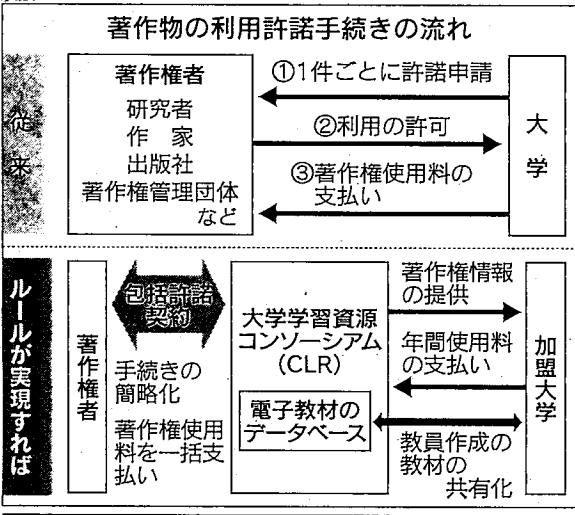 著作物の利用許諾手続きの流れ
従来
著作権者
研究者
作家
出版社
著作権管理団体
など
①1件ごとに許諾申請
②利用の許可
③著作権使用料の
支払い
大学
ルールが実現すれば
著作権者
包括許諾
契約
手続きの
簡略化
著作権使用
料を一括支
払い
大学学習資源
コンソーシアム
(CLR)
電子教材の
データベース
著作権情報
の提供
年間使用料
の支払い
教員作成の
教材の
共有化
加盟大学